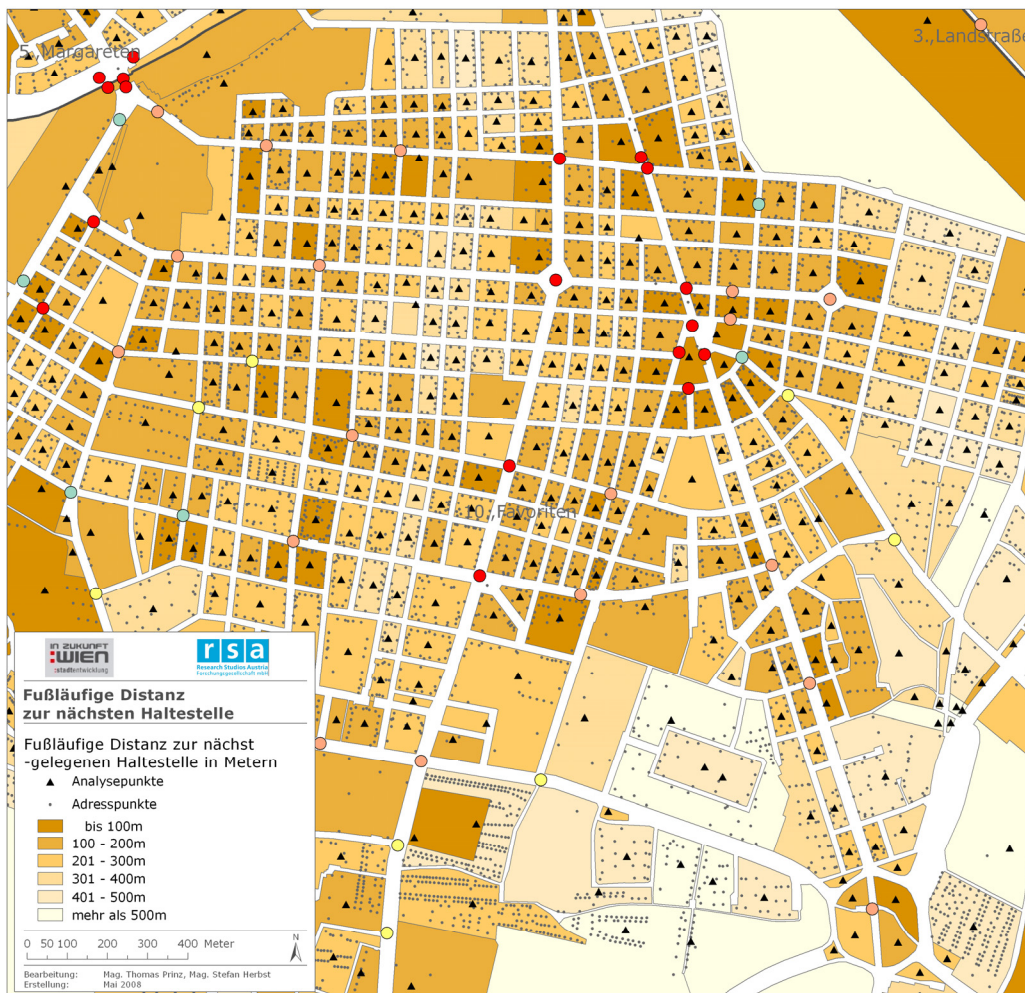 5.,Margareten
3.,Landstraße
10.,Favoriten
IN ZUKUNFT
:WIEN
:stadtentwicklung
rsa
Research Studios Austria
Forschungsgesellschaft mbH
Fußläufige Distanz
zur nächsten Haltestelle
Fußläufige Distanz zur nächst
-gelegenen Haltestelle in Metern
Analysepunkte
Adresspunkte
bis 100m
100 - 200m
201 - 300m
301 - 400m
401 - 500m
mehr als 500m
0 50 100 200 300 400 Meter
N
Bearbeitung: Mag. Thomas Prinz, Mag. Stefan Herbst
Erstellung: Mai 2008